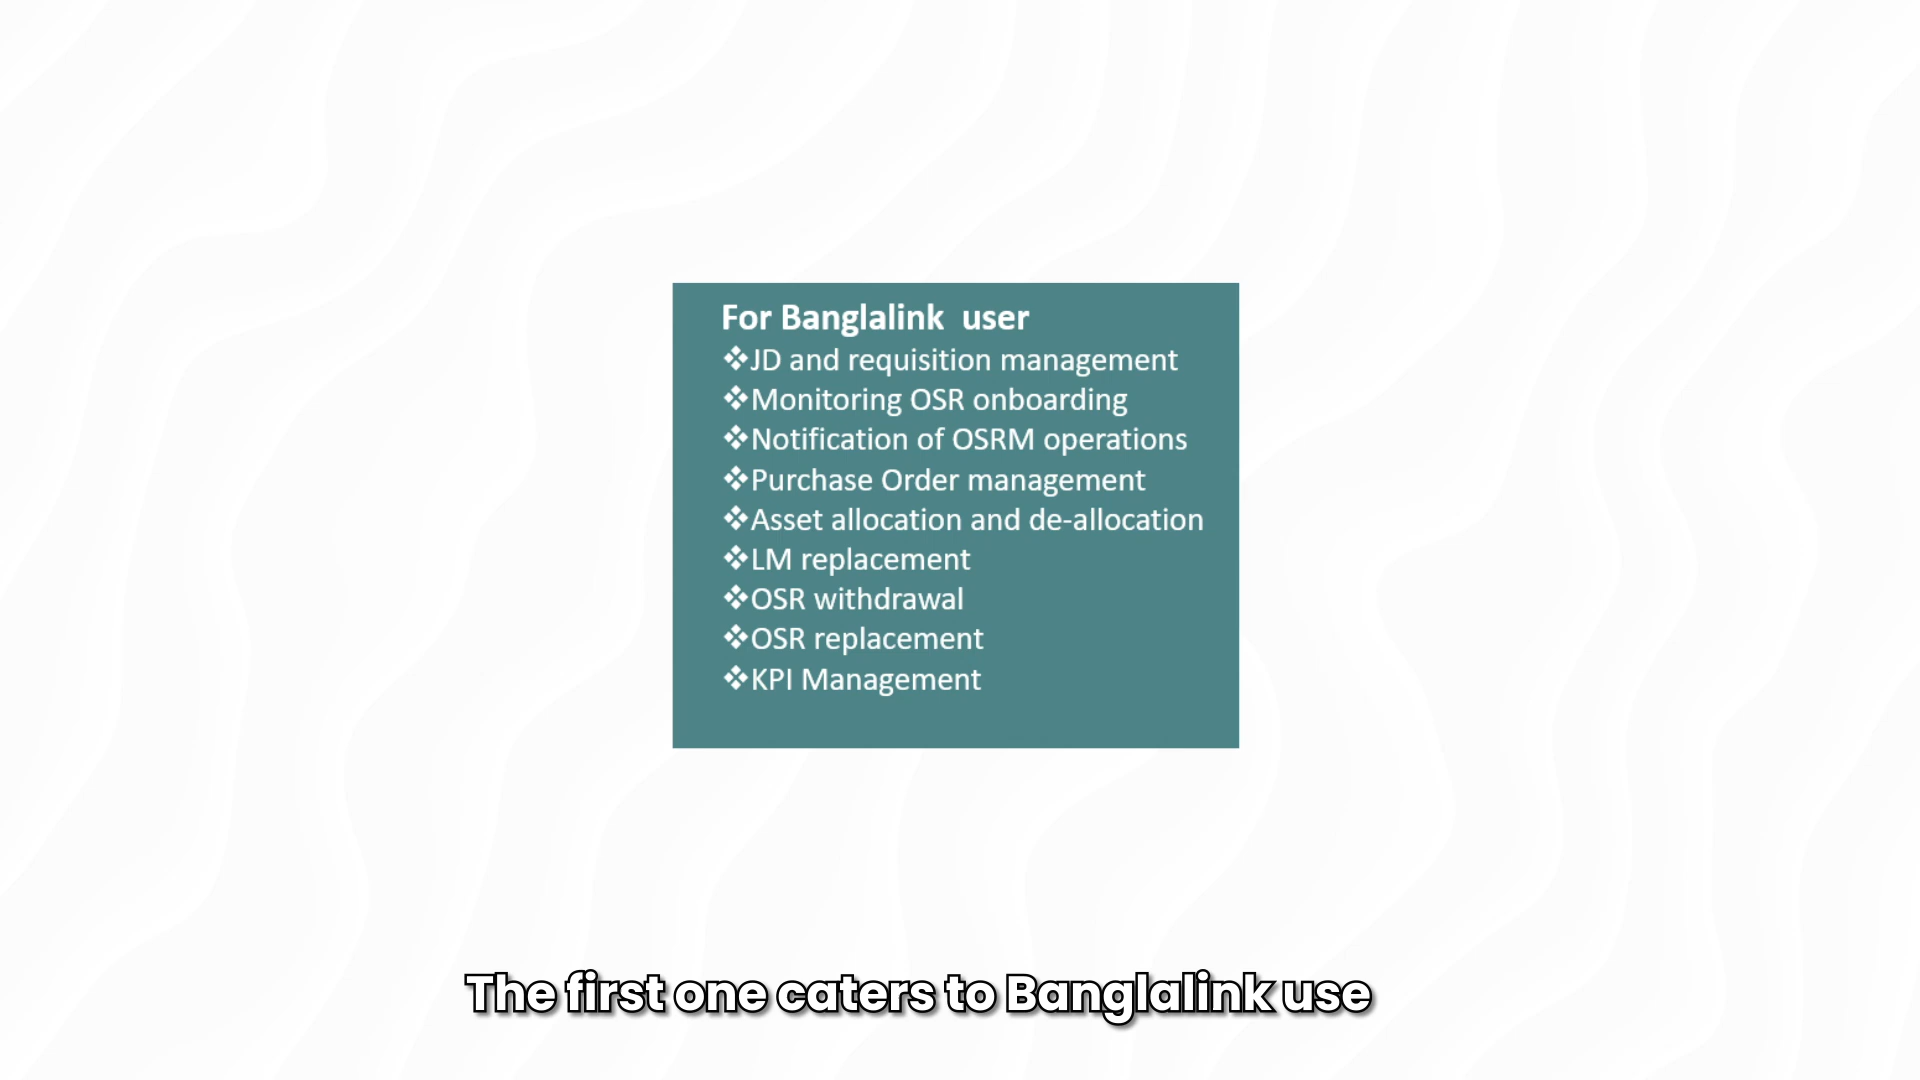 For Banglalink  user
❖JD and requisition management
❖Monitoring OSR onboarding
❖Notification of OSRM operations
❖Purchase Order management
❖Asset allocation and de-allocation
❖LM replacement
❖OSR withdrawal
❖OSR replacement
❖KPI Management
The first one caters to Banglalink use